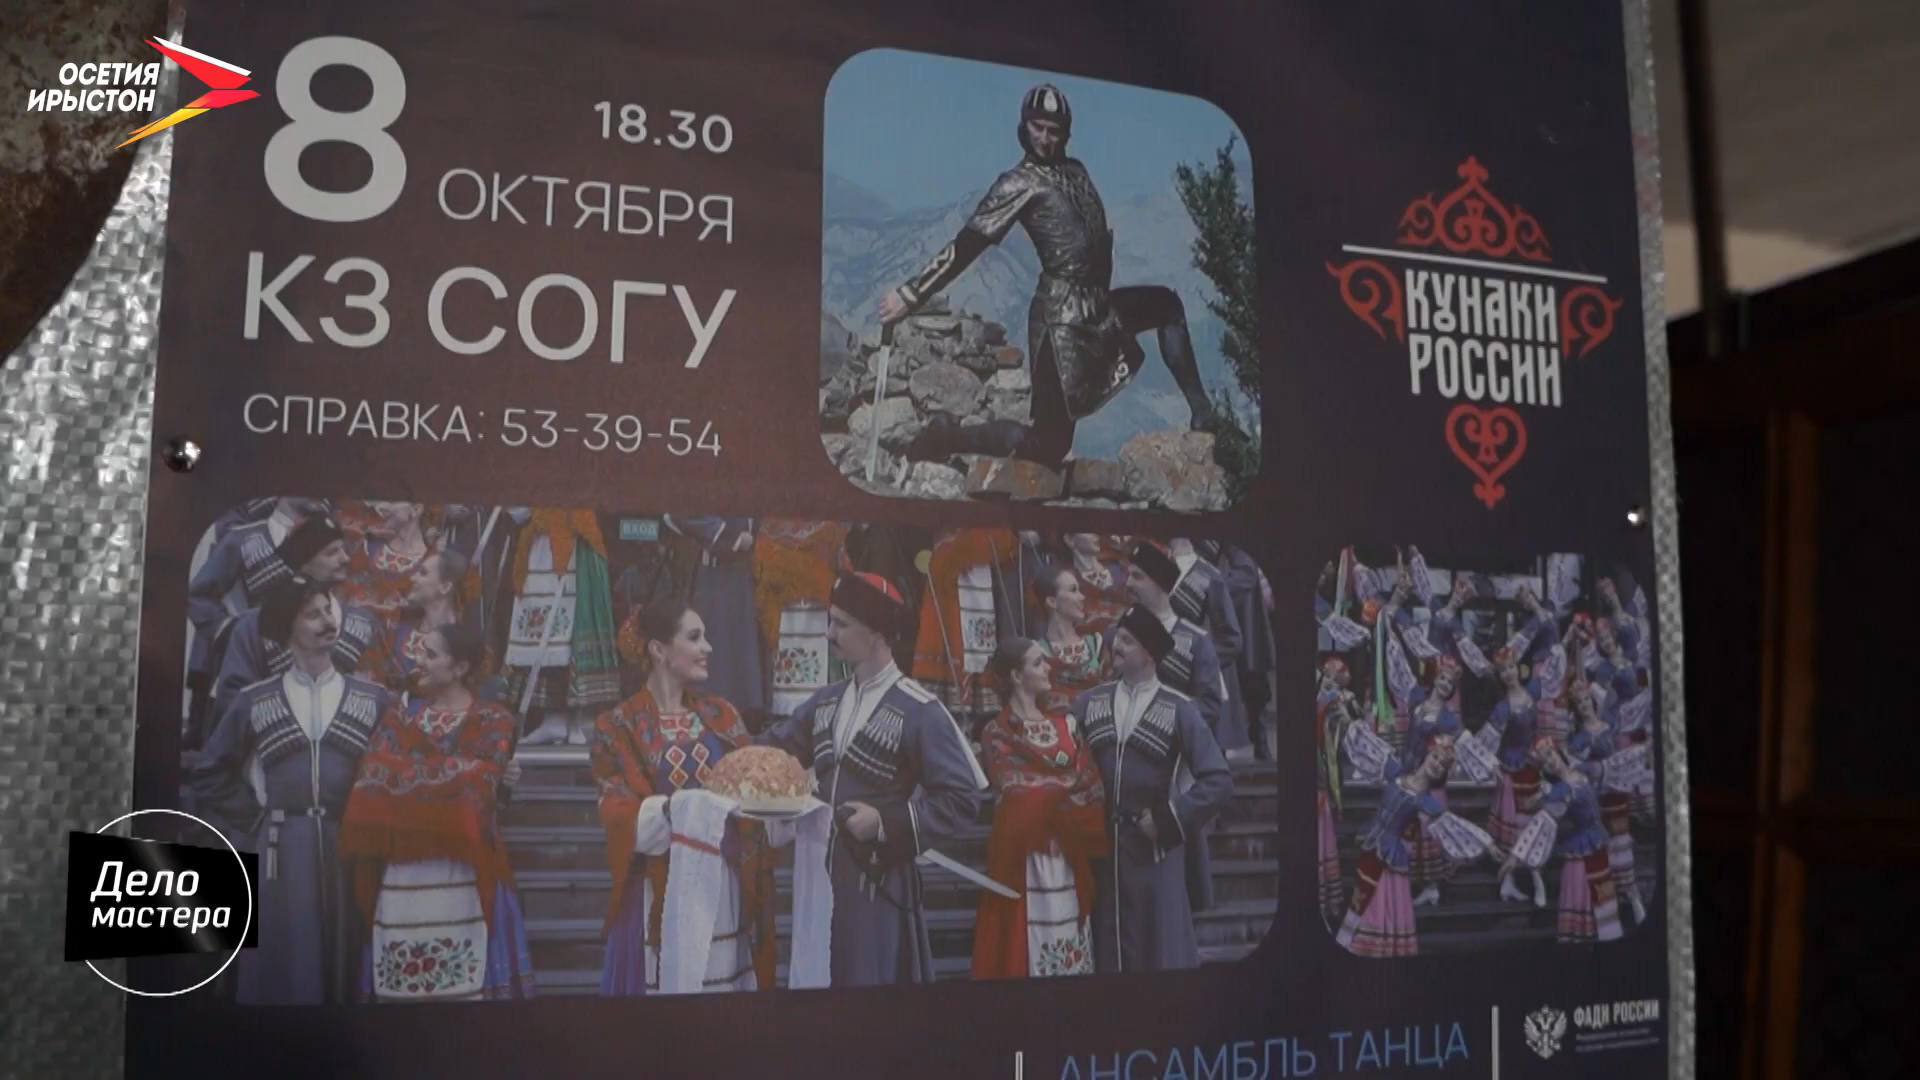 ОСЕТИЯ
ИРЫСТОН
8
18.30
ОКТЯБРЯ
КЗ СОГУ
СПРАВКА: 53-39-54
КУНАКИ
РОССИИ
ВХОД
Дело
мастера
АНСАМБЛЬ ТАНЦА
ФАДН РОССИИ